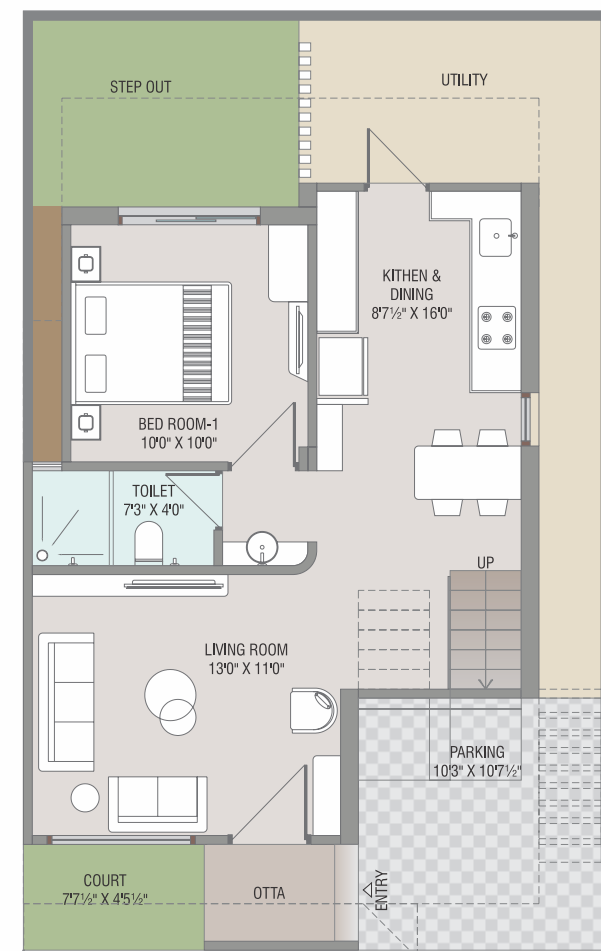 STEP OUT
UTILITY
KITHEN &
DINING
8'7½" X 16'0"
BED ROOM-1
10'0" X 10'0"
TOILET
7'3" X 4'0"
UP
LIVING ROOM
13'0" X 11'0"
PARKING
10'3" X 10'7½"
COURT
7'7½" X 4'5½"
OTTA
ENTRY